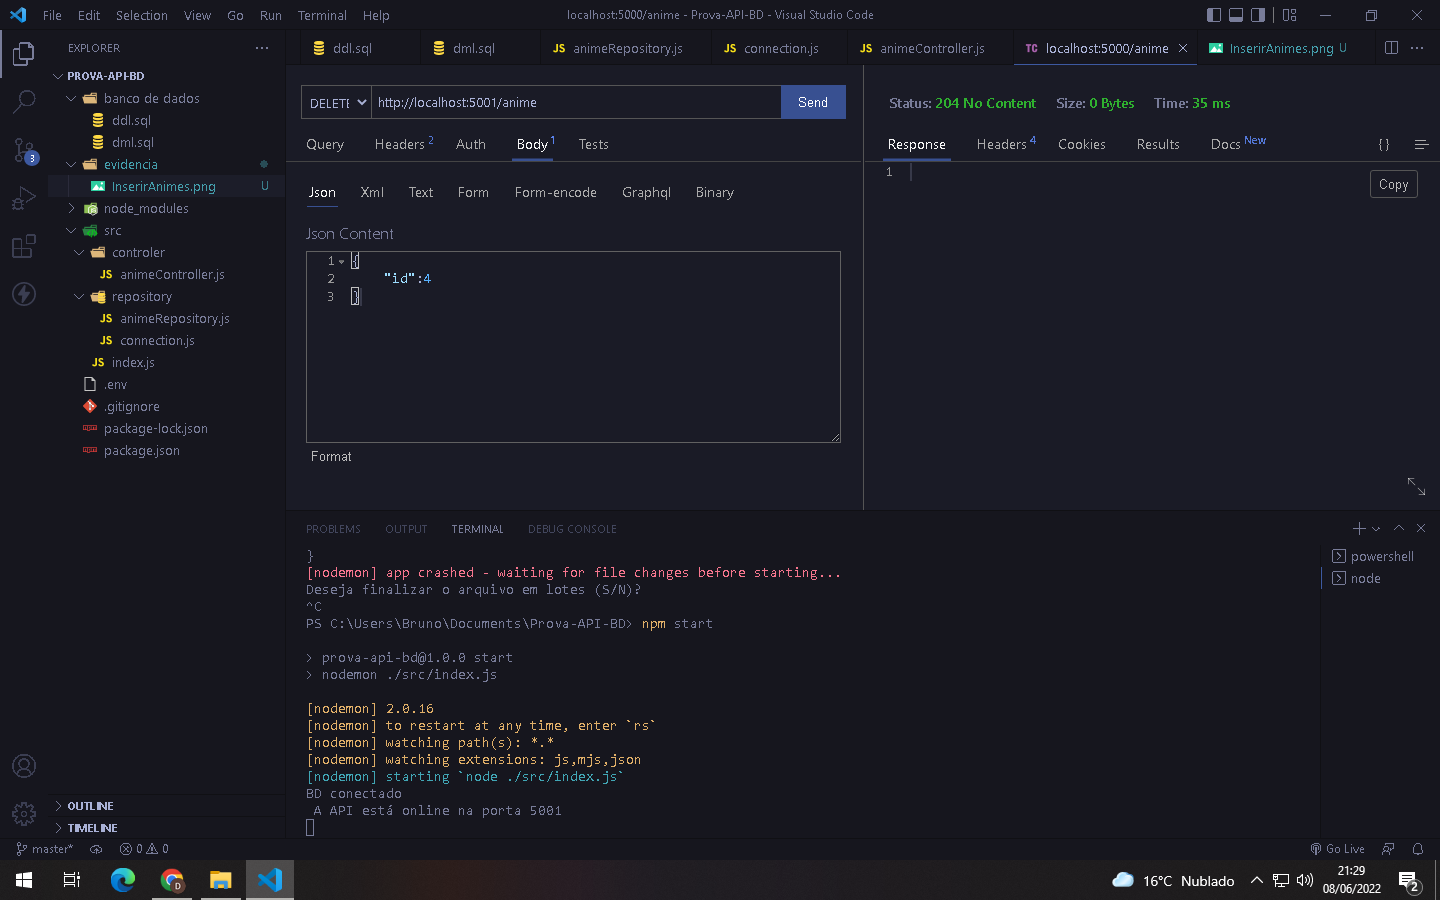 File Edit Selection View Go Run Terminal Help
localhost:5000/anime - Prova-API-BD - Visual Studio Code
EXPLORER
PROVA-API-BD
banco de dados
ddl.sql
dml.sql
evidencia
InserirAnimes.png U
node_modules
src
controler
animeController.js
repository
animeRepository.js
connection.js
index.js
.env
.gitignore
package-lock.json
package.json
OUTLINE
TIMELINE
3
ddl.sql dml.sql animeRepository.js connection.js animeController.js localhost:5000/anime InserirAnimes.png U
DELETE http://localhost:5001/anime Send
Query Headers 2 Auth Body 1 Tests
Json Xml Text Form Form-encode Graphql Binary
Json Content
1 {
2 "id":4
3 }
Format
Status: 204 No Content Size: 0 Bytes Time: 35 ms
Response Headers 4 Cookies Results Docs New {}
1
Copy
PROBLEMS OUTPUT TERMINAL DEBUG CONSOLE
}
[nodemon] app crashed - waiting for file changes before starting...
Deseja finalizar o arquivo em lotes (S/N)?
^C
PS C:\Users\Bruno\Documents\Prova-API-BD> npm start
> prova-api-bd@1.0.0 start
> nodemon ./src/index.js
[nodemon] 2.0.16
[nodemon] to restart at any time, enter `rs`
[nodemon] watching path(s): *.*
[nodemon] watching extensions: js,mjs,json
[nodemon] starting `node ./src/index.js`
BD conectado
A API está online na porta 5001
powershell
node
master* 0 0 Go Live
16°C Nublado
21:29
08/06/2022
2